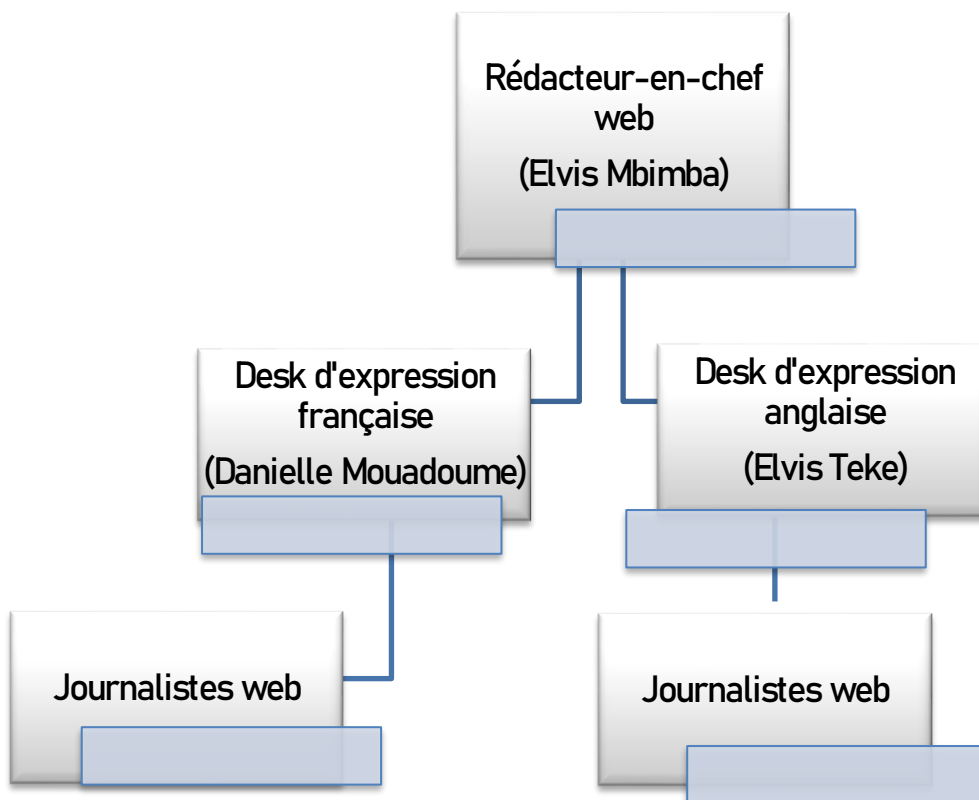 Rédacteur-en-chef
web
(Elvis Mbimba)
Desk d'expression
française
(Danielle Mouadoume)
Desk d'expression
anglaise
(Elvis Teke)
Journalistes web
Journalistes web